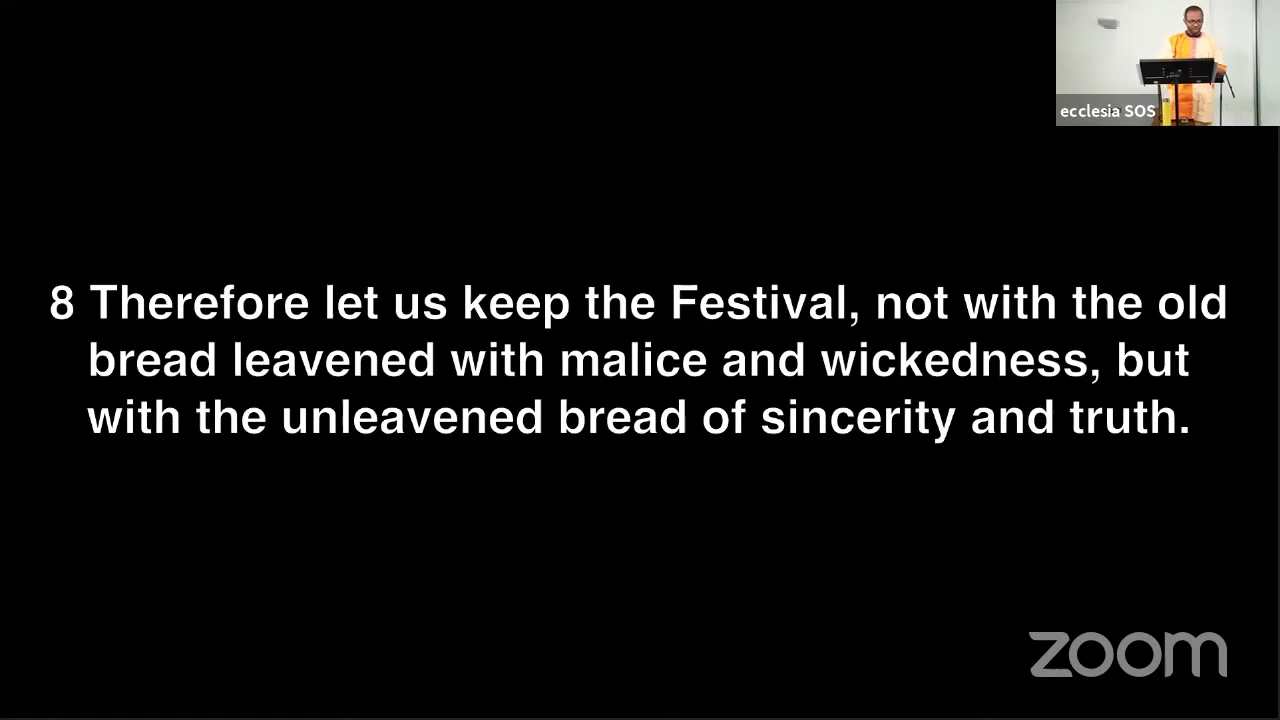 ecclesia SOS
8 Therefore let us keep the Festival, not with the old
bread leavened with malice and wickedness, but
with the unleavened bread of sincerity and truth.
zoom